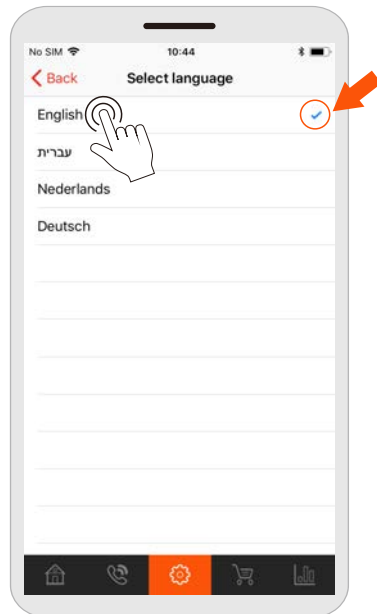 No SIM 10:44
Back Select language
English
עברית
Nederlands
Deutsch